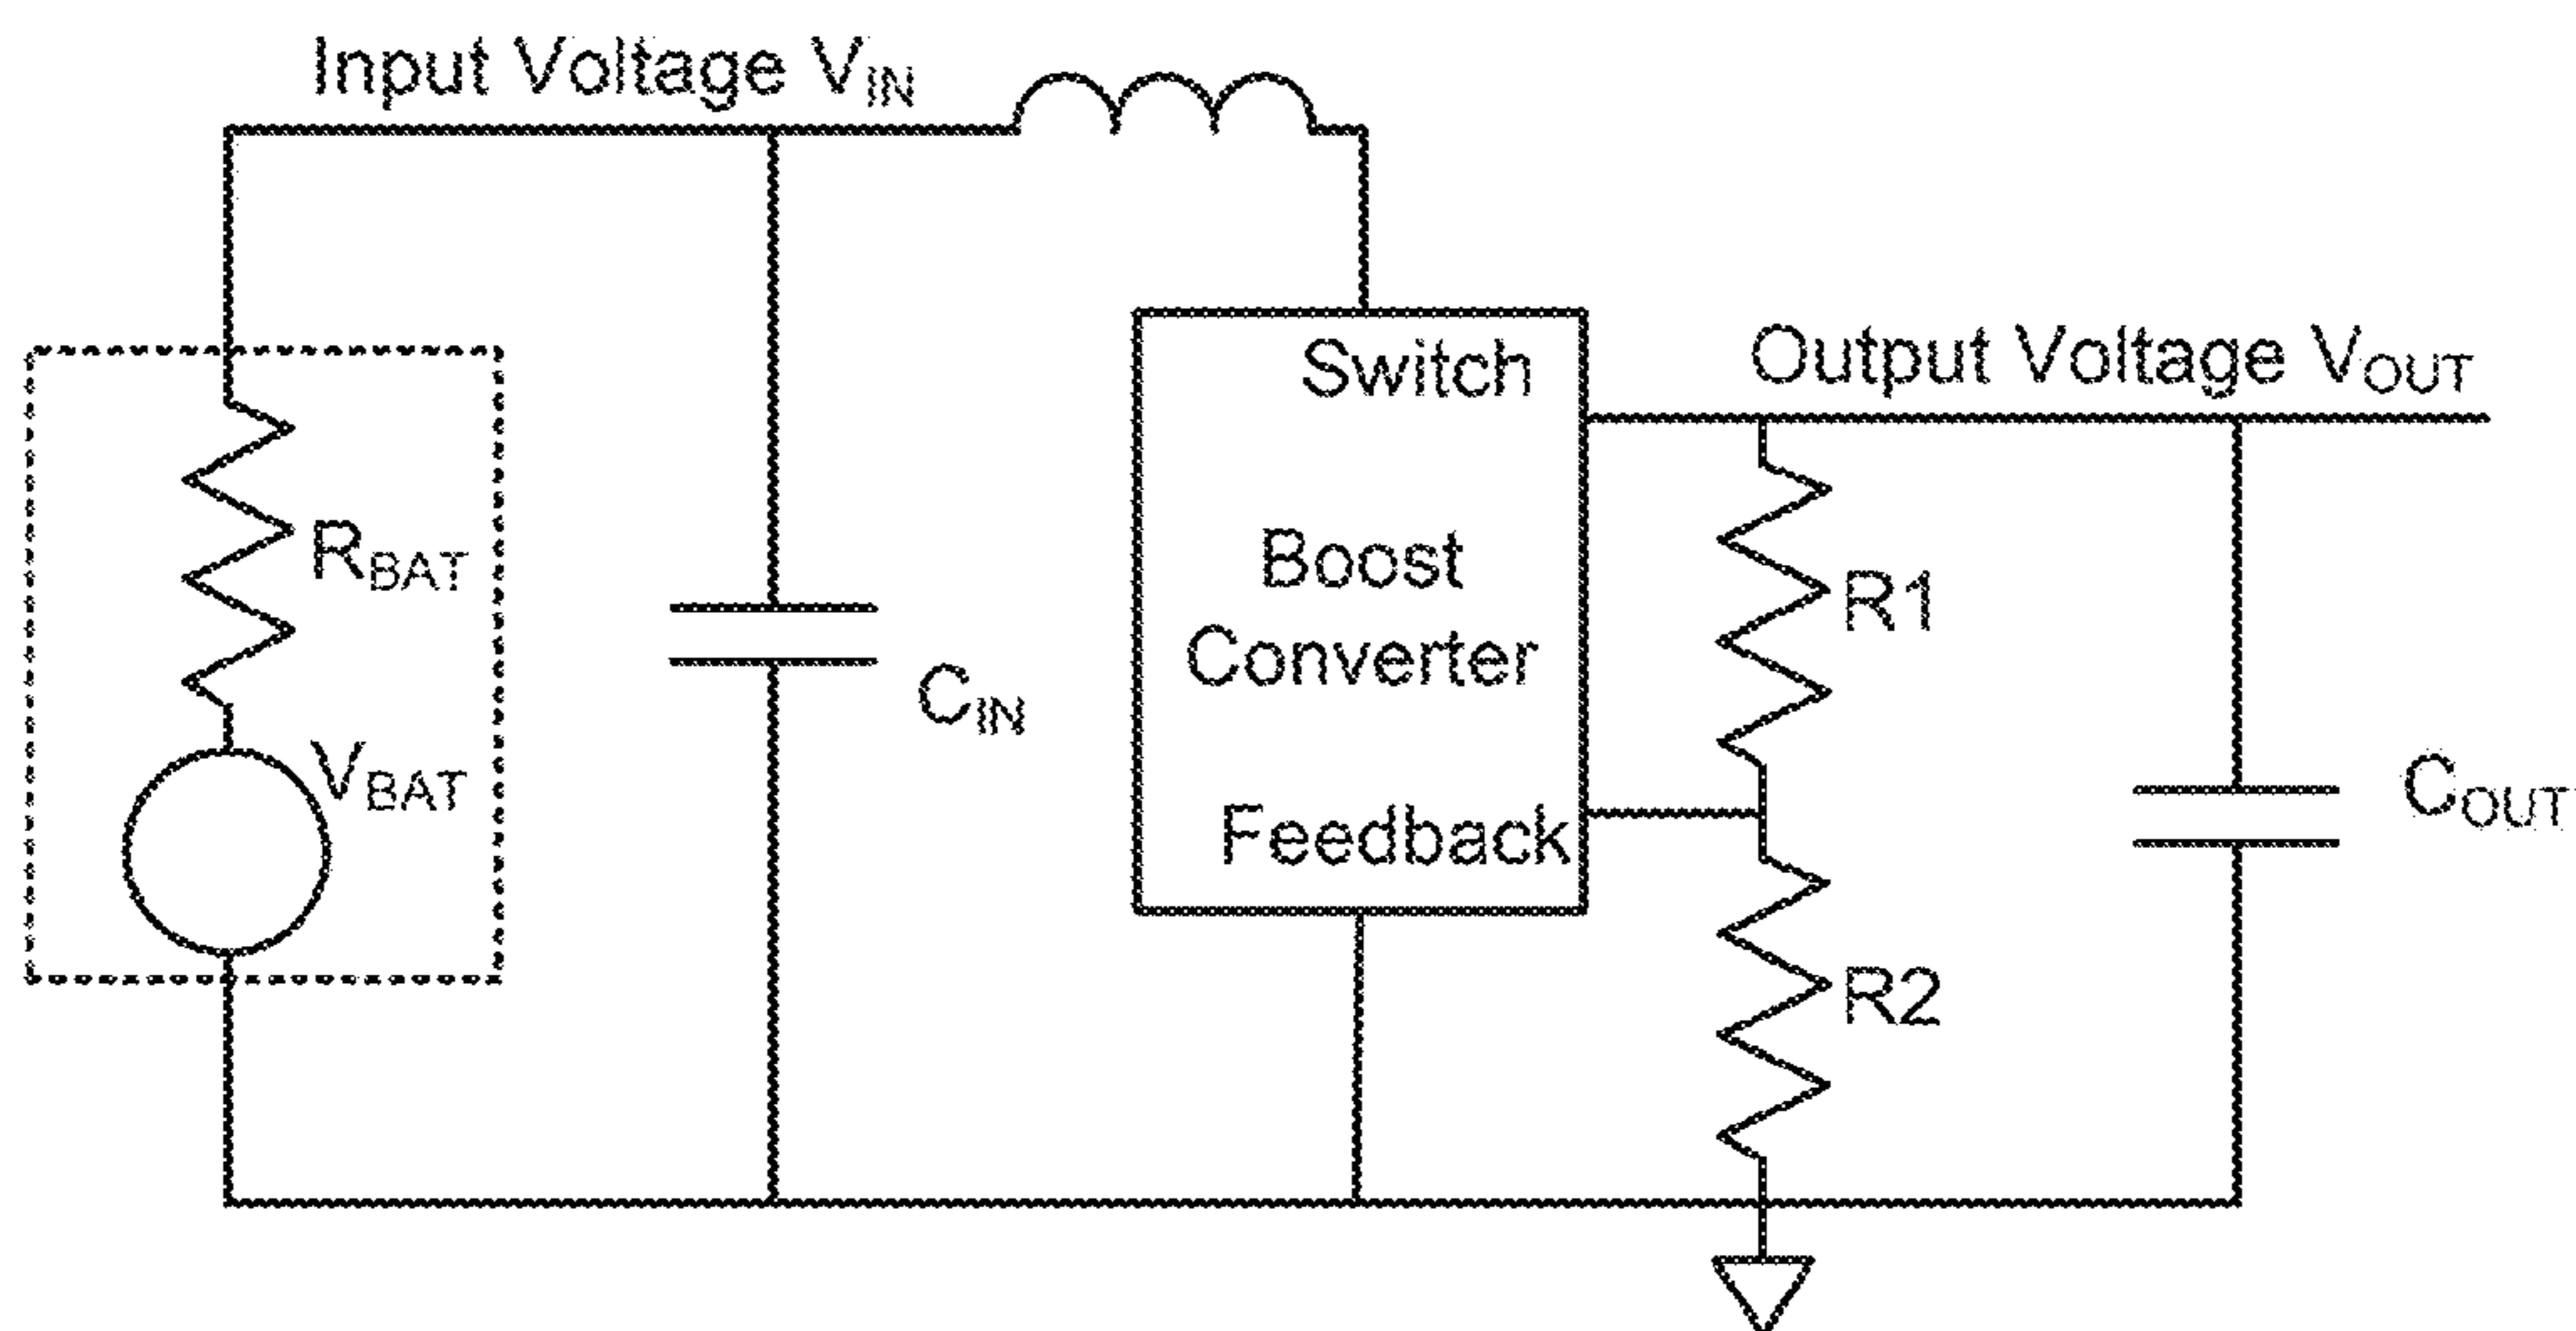 Input Voltage VIN
Switch
Output Voltage VOUT
RBAT
Boost
Converter
R1
CIN
VBAT
COUT
Feedback
R2